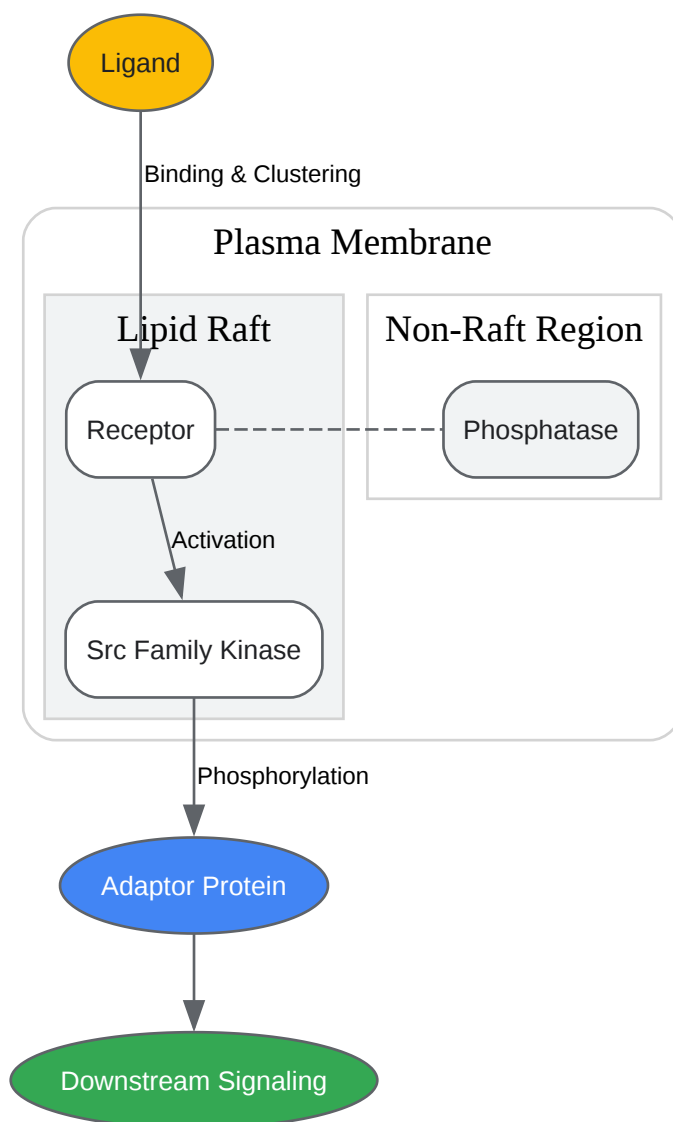 Ligand
Binding & Clustering
Plasma Membrane
Lipid Raft
Non-Raft Region
Receptor
Phosphatase
Activation
Src Family Kinase
Phosphorylation
Adaptor Protein
Downstream Signaling